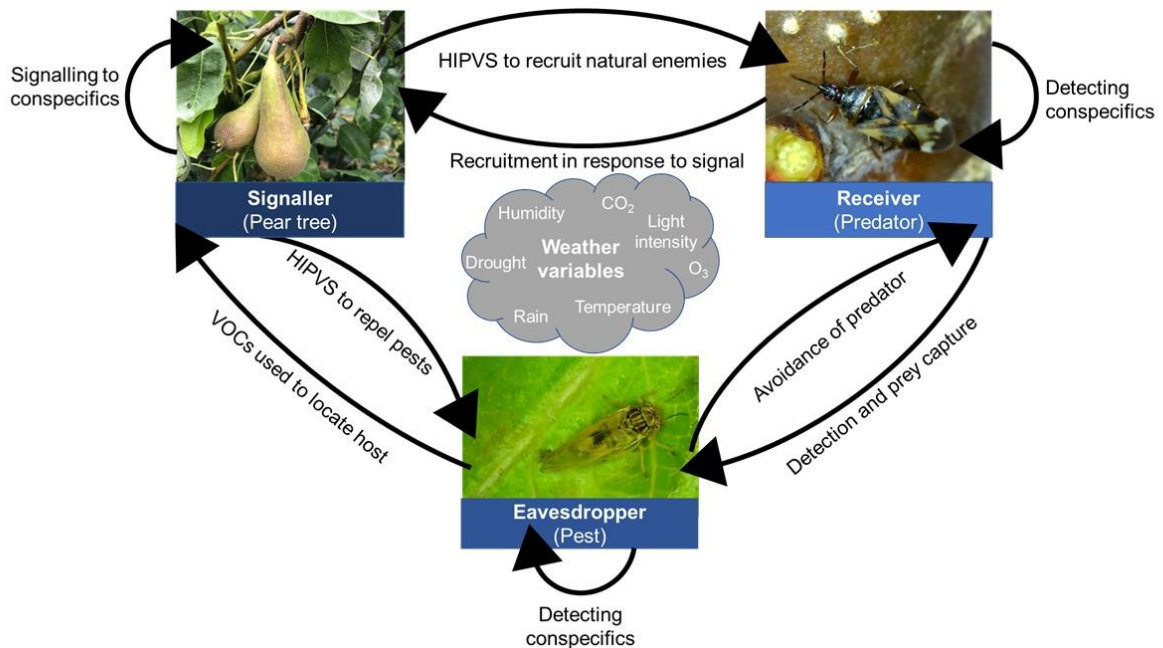 Signalling to
conspecifics
HIPVS to recruit natural enemies
Detecting
conspecifics
Recruitment in response to signal
Signaller
(Pear tree)
Receiver
(Predator)
Humidity
CO₂
Light
intensity
Drought
Weather
variables
O₃
Rain
Temperature
HIPVS to repel pests
VOCs used to locate host
Avoidance of predator
Detection and prey capture
Eavesdropper
(Pest)
Detecting
conspecifics